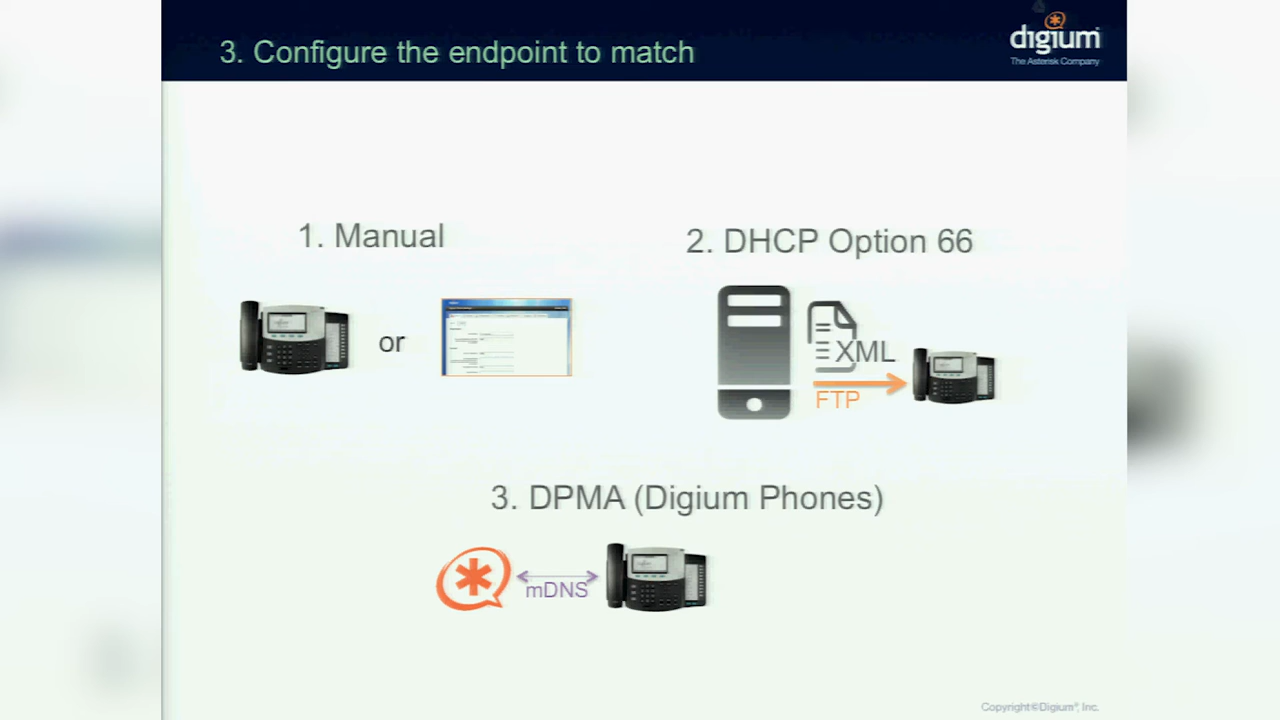 3. Configure the endpoint to match
digium
The Asterisk Company
1. Manual
or
2. DHCP Option 66
XML
FTP
3. DPMA (Digium Phones)
mDNS
Copyright©Digium®, Inc.